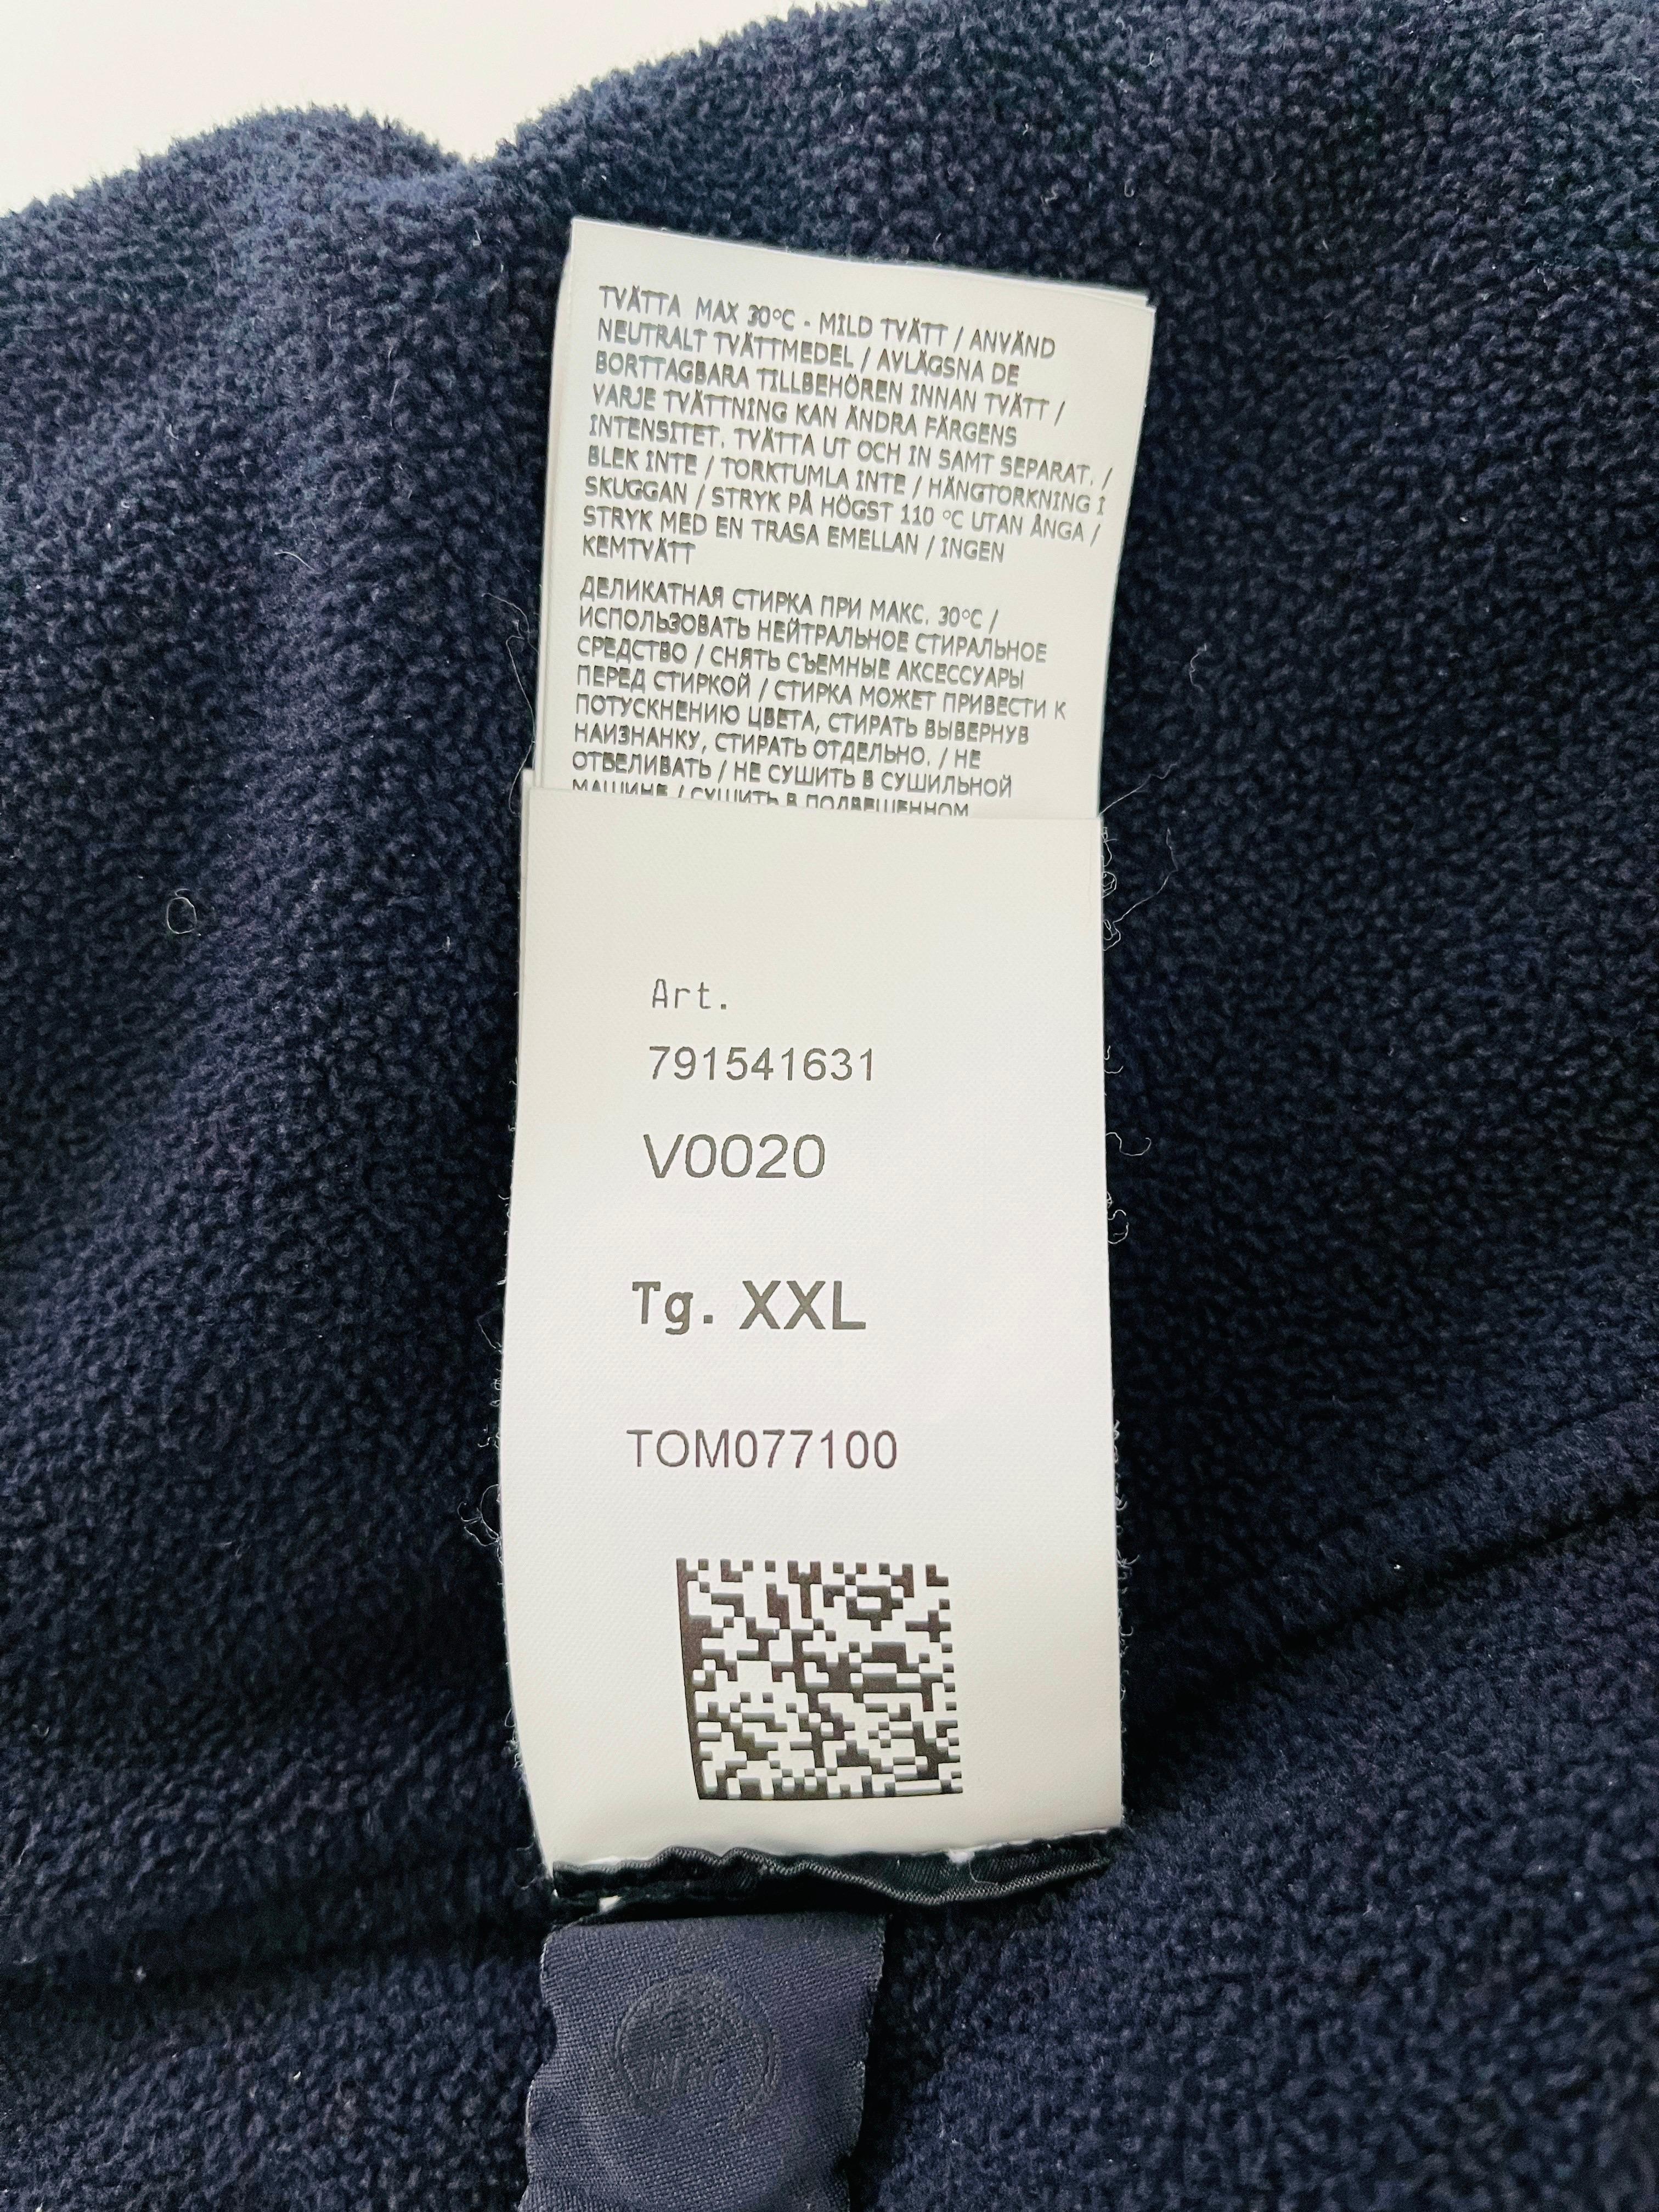 TVÄTTA MAX 30°C - MILD TVÄTT / ANVÄND
NEUTRALT TVÄTTMEDEL / AVLÄGSNA DE
BORTTAGBARA TILLBEHÖREN INNAN TVÄTT /
VARJE TVÄTTNING KAN ÄNDRA FÄRGENS
INTENSITET. TVÄTTA UT OCH IN SAMT SEPARAT. /
BLEK INTE / TORKTUMLA INTE / HÄNGTORKNING I
SKUGGAN / STRYK PÅ HÖGST 110 °C UTAN ÅNGA /
STRYK MED EN TRASA EMELLAN / INGEN
KEMTVÄTT
ДЕЛИКАТНАЯ СТИРКА ПРИ МАКС. 30°C /
ИСПОЛЬЗОВАТЬ НЕЙТРАЛЬНОЕ СТИРАЛЬНОЕ
СРЕДСТВО / СНЯТЬ СЪЕМНЫЕ АКСЕССУАРЫ
ПЕРЕД СТИРКОЙ / СТИРКА МОЖЕТ ПРИВЕСТИ К
ПОТУСКНЕНИЮ ЦВЕТА, СТИРАТЬ ВЫВЕРНУВ
НАИЗНАНКУ, СТИРАТЬ ОТДЕЛЬНО. / НЕ
ОТБЕЛИВАТЬ / НЕ СУШИТЬ В СУШИЛЬНОЙ
МАШИНЕ / СУШИТЬ В ПОДВЕШЕННОМ
Art.
791541631
V0020
Tg. XXL
TOM077100
NFC